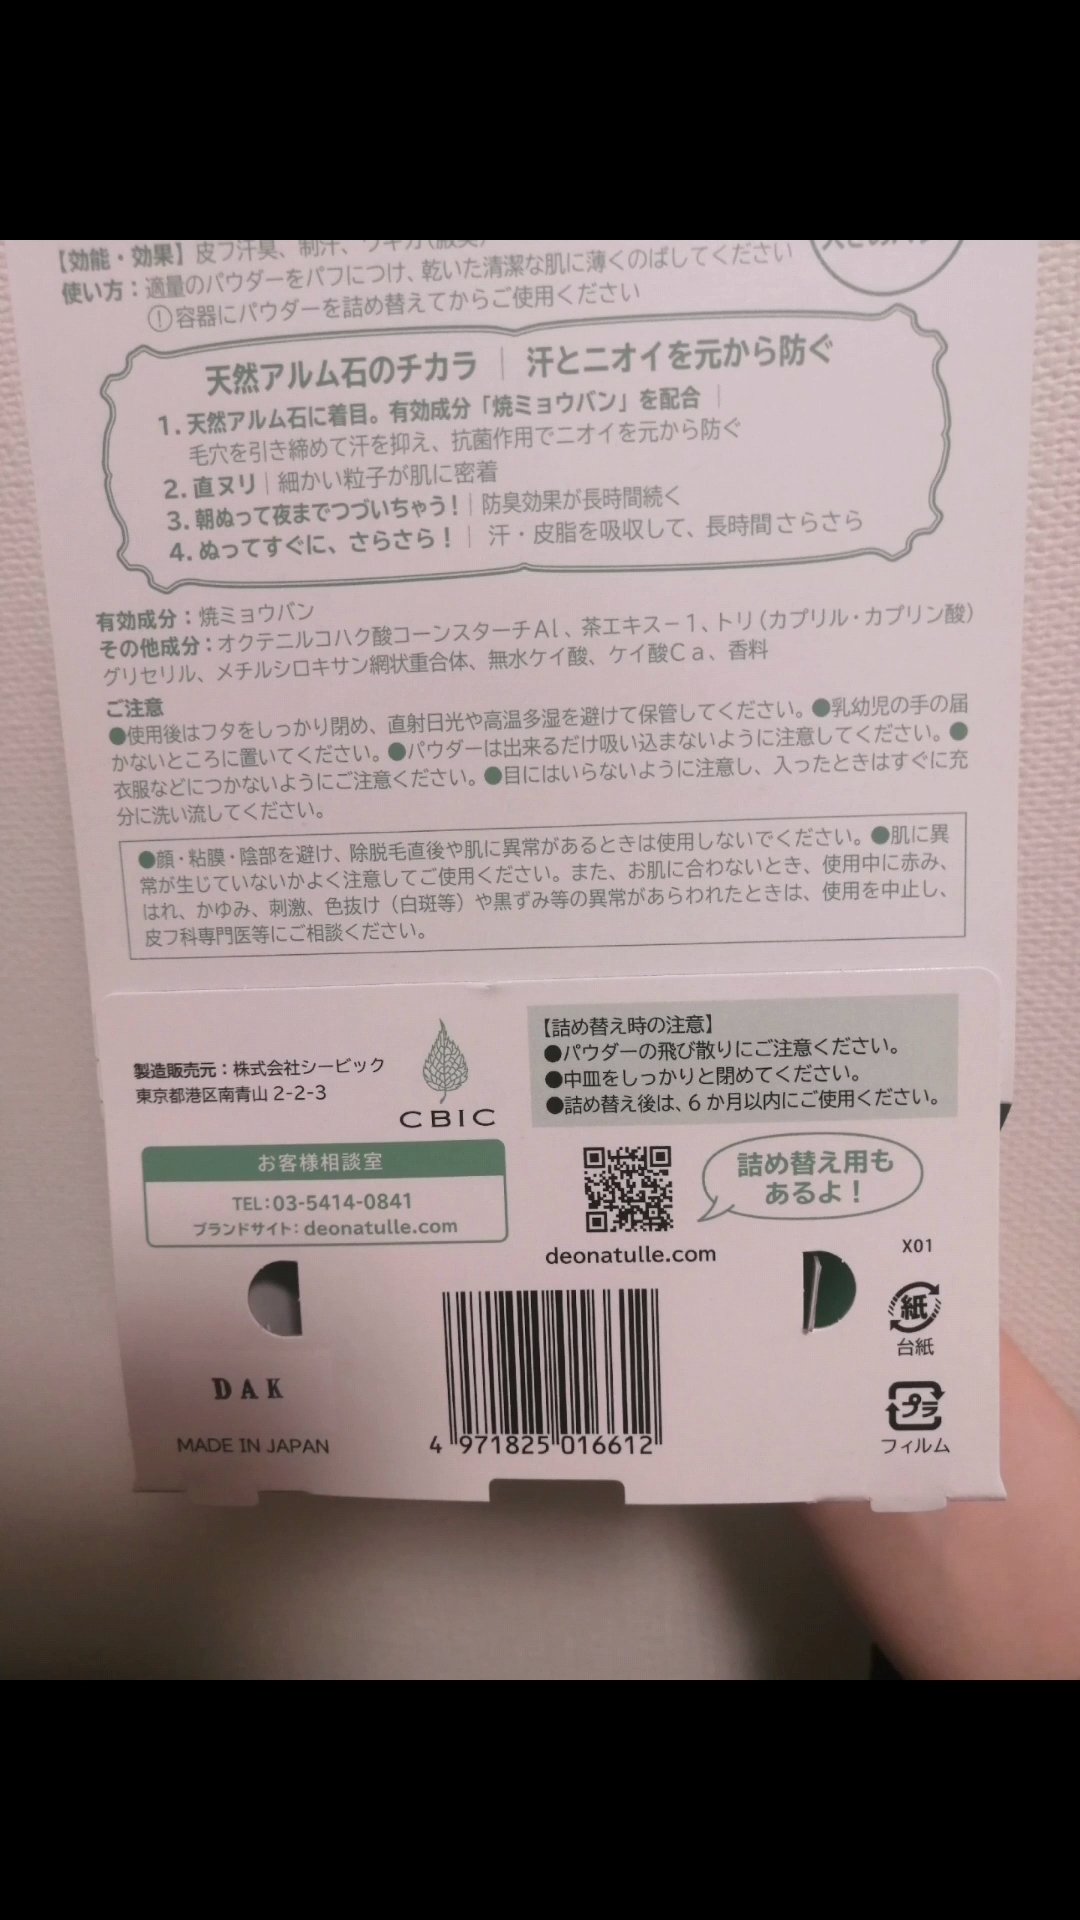 【効能・効果】皮フ汗臭、制汗、
使い方：適量のパウダーをパフにつけ、乾いた清潔な肌に薄くのばしてください
！容器にパウダーを詰め替えてからご使用ください
天然アルム石のチカラ｜汗とニオイを元から防ぐ
1. 天然アルム石に着目。有効成分「焼ミョウバン」を配合｜
毛穴を引き締めて汗を抑え、抗菌作用でニオイを元から防ぐ
2. 直ヌリ｜細かい粒子が肌に密着
3. 朝ぬって夜までつづいちゃう！｜防臭効果が長時間続く
4. ぬってすぐに、さらさら！｜汗・皮脂を吸収して、長時間さらさら
有効成分：焼ミョウバン
その他成分：オクテニルコハク酸コーンスターチAl、茶エキス－1、トリ（カプリル・カプリン酸）
グリセリル、メチルシロキサン網状重合体、無水ケイ酸、ケイ酸Ｃａ、香料
ご注意
●使用後はフタをしっかり閉め、直射日光や高温多湿を避けて保管してください。●乳幼児の手の届
かないところに置いてください。●パウダーは出来るだけ吸い込まないように注意してください。●
衣服などにつかないようにご注意ください。●目にはいらないように注意し、入ったときはすぐに充
分に洗い流してください。
●顔・粘膜・陰部を避け、除脱毛直後や肌に異常があるときは使用しないでください。●肌に異
常が生じていないかよく注意してご使用ください。また、お肌に合わないとき、使用中に赤み、
はれ、かゆみ、刺激、色抜け（白斑等）や黒ずみ等の異常があらわれたときは、使用を中止し、
皮フ科専門医等にご相談ください。
製造販売元：株式会社シービック
東京都港区南青山 2-2-3
CBIC
【詰め替え時の注意】
●パウダーの飛び散りにご注意ください。
●中皿をしっかりと閉めてください。
●詰め替え後は、6か月以内にご使用ください。
お客様相談室
TEL：03-5414-0841
ブランドサイト：deonatulle.com
deonatulle.com
詰め替え用も
あるよ！
X01
紙
台紙
プラ
フィルム
DAK
MADE IN JAPAN
4 971825 016612